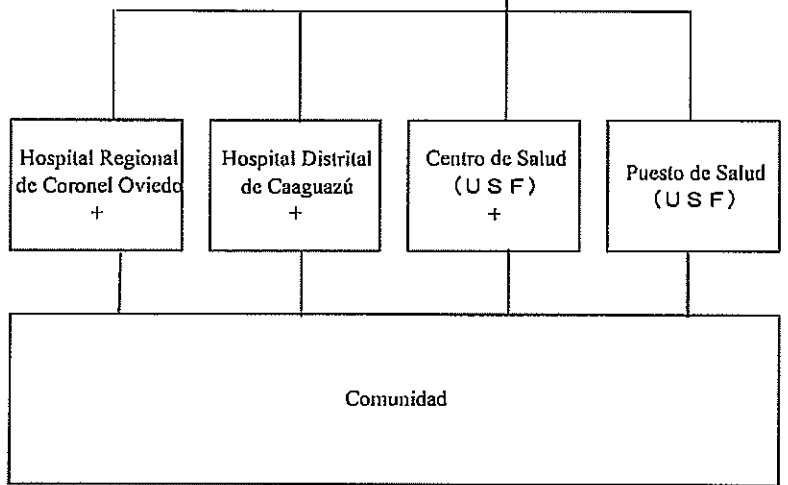 Hospital Regional
de Coronel Oviedo
+
Hospital Distrital
de Caaguazú
+
Centro de Salud
(USF)
+
Puesto de Salud
(USF)
Comunidad